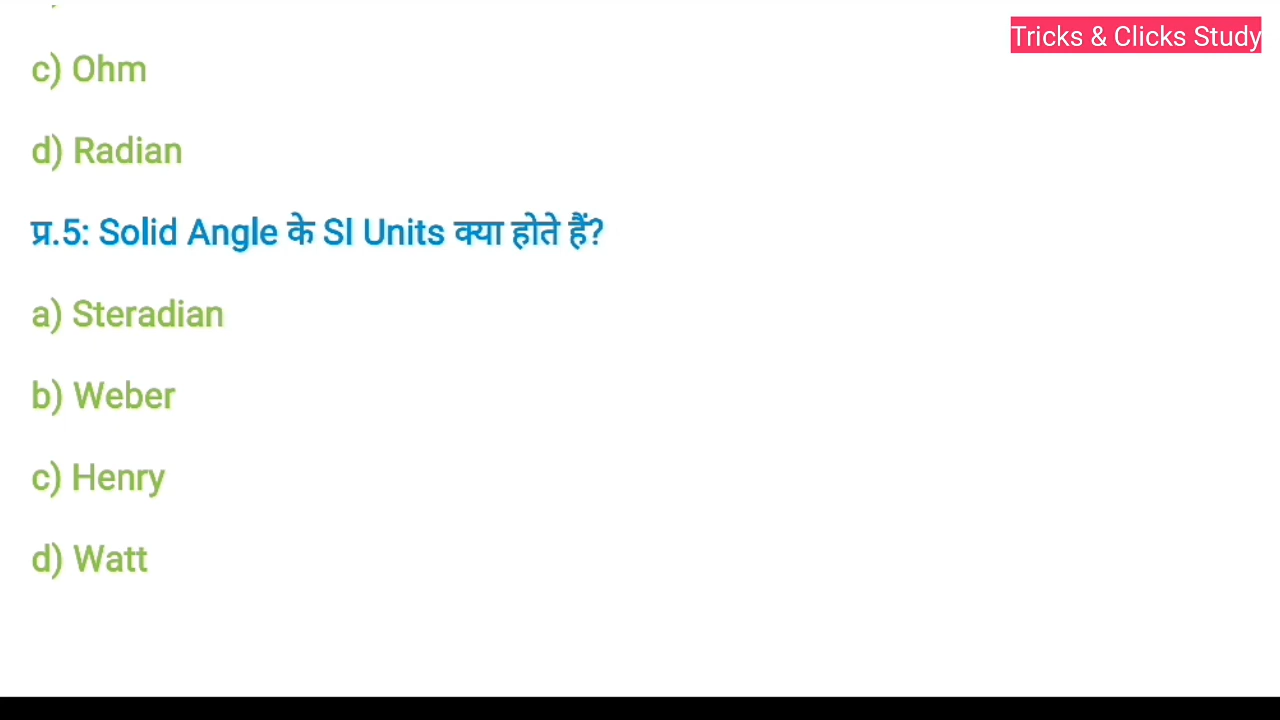 Tricks & Clicks Study
c) Ohm
d) Radian
प्र.5: Solid Angle के SI Units क्या होते हैं?
a) Steradian
b) Weber
c) Henry
d) Watt